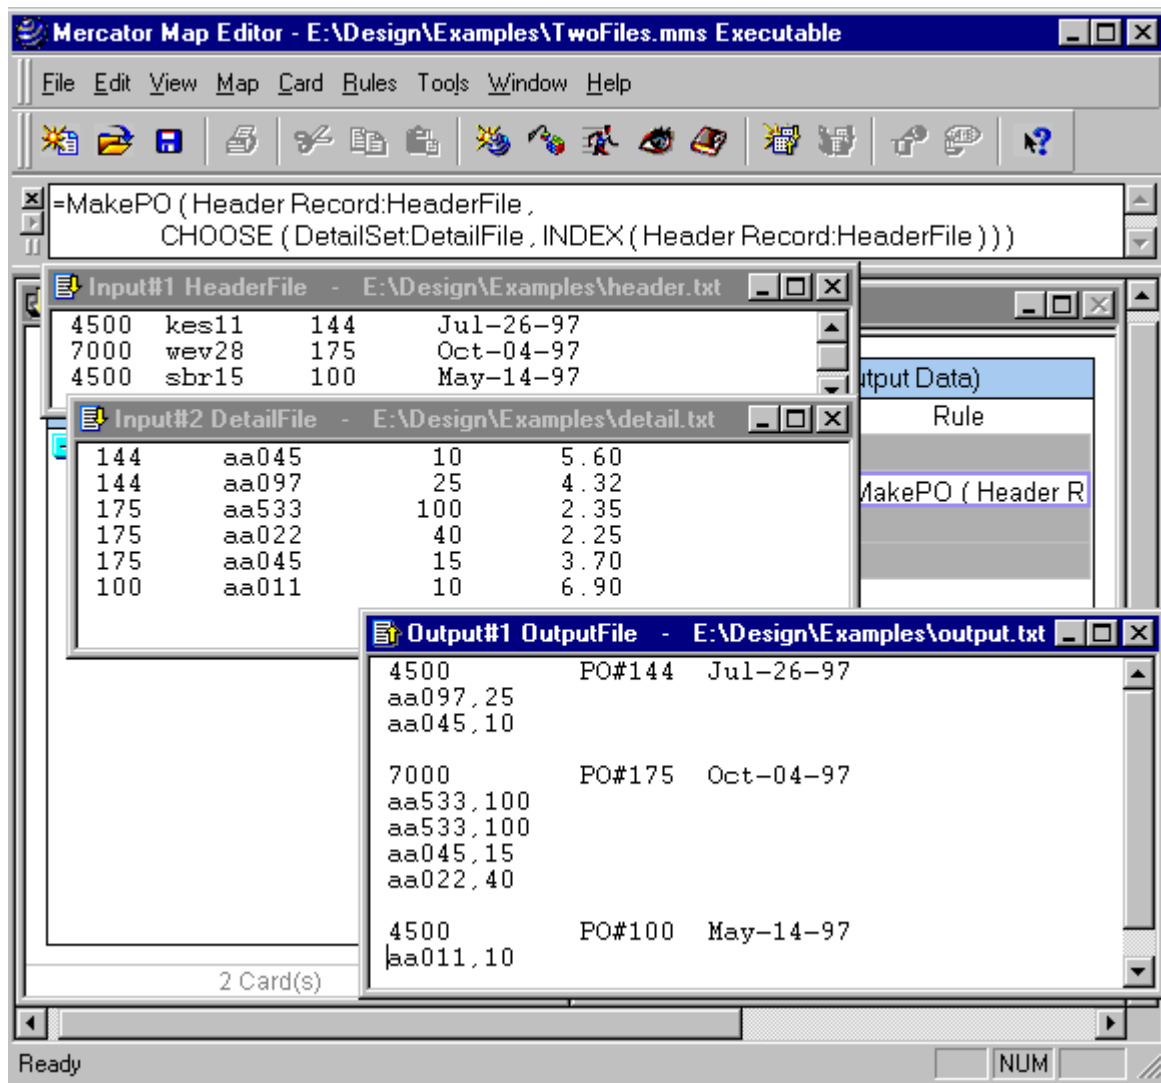 Mercator Map Editor - E:\Design\Examples\TwoFiles.mms Executable
File Edit View Map Card Rules Tools Window Help
=MakePO ( Header Record:HeaderFile ,
CHOOSE ( DetailSet:DetailFile , INDEX ( Header Record:HeaderFile ) ) )
Input#1 HeaderFile - E:\Design\Examples\header.txt
4500 kes11 144 Jul-26-97
7000 wev28 175 Oct-04-97
4500 sbr15 100 May-14-97
utput Data)
Rule
MakePO ( Header R
Input#2 DetailFile - E:\Design\Examples\detail.txt
144 aa045 10 5.60
144 aa097 25 4.32
175 aa533 100 2.35
175 aa022 40 2.25
175 aa045 15 3.70
100 aa011 10 6.90
Output#1 OutputFile - E:\Design\Examples\output.txt
4500 PO#144 Jul-26-97
aa097,25
aa045,10
7000 PO#175 Oct-04-97
aa533,100
aa533,100
aa045,15
aa022,40
4500 PO#100 May-14-97
aa011,10
2 Card(s)
Ready NUM